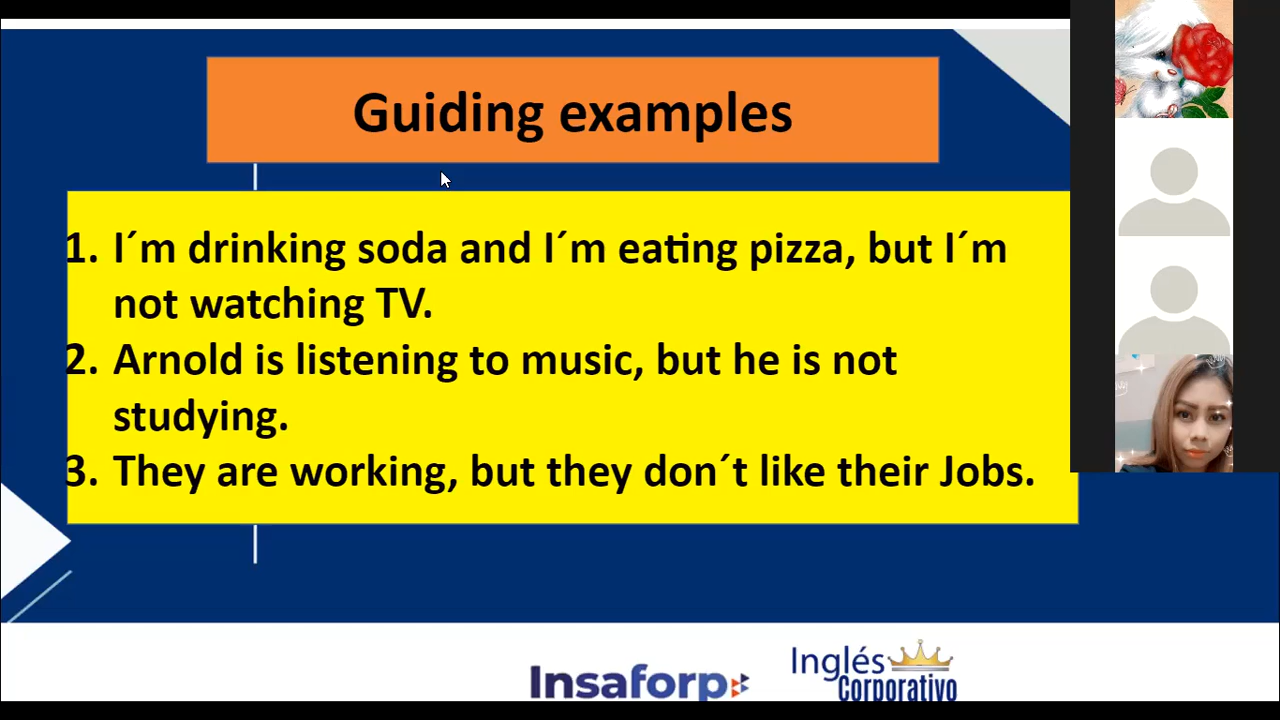 Guiding examples
1. I´m drinking soda and I´m eating pizza, but I´m
not watching TV.
2. Arnold is listening to music, but he is not
studying.
3. They are working, but they don´t like their Jobs.
Insaforp
Inglés
Corporativo